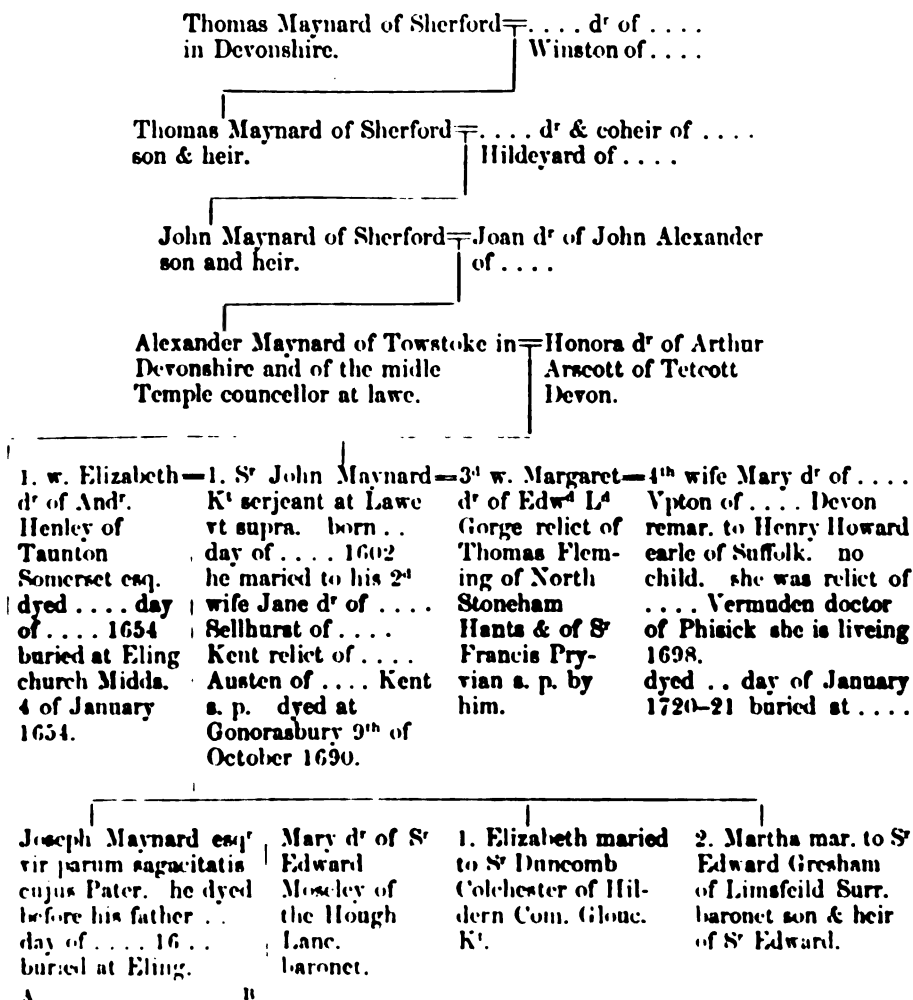 Thomas Maynard of Sherford=. . . . dʳ of . . . .
in Devonshire. Winston of . . . .
Thomas Maynard of Sherford=. . . . dʳ & coheir of . . . .
son & heir. Hildeyard of . . . .
John Maynard of Sherford=Joan dʳ of John Alexander
son and heir. of . . . .
Alexander Maynard of Towstoke in=Honora dʳ of Arthur
Devonshire and of the midle Arscott of Tetcott
Temple councellor at lawe. Devon.
1. w. Elizabeth=
dʳ of Andʳ.
Henley of
Taunton
Somerset esq.
dyed . . . . day
of . . . . 1654
buried at Eling
church Midds.
4 of January
1654.
1. Sʳ John Maynard=
Kᵗ serjeant at Lawe
vt supra. born . .
day of . . . . 1602
he maried to his 2ᵈ
wife Jane dʳ of . . . .
Sellhurst of . . . .
Kent relict of . . . .
Austen of . . . . Kent
s. p. dyed at
Gonorasbury 9ᵗʰ of
October 1690.
3ᵈ w. Margaret=
dʳ of Edwᵈ Lᵈ
Gorge relict of
Thomas Flem-
ing of North
Stoneham
Hants & of Sʳ
Francis Pry-
vian s. p. by
him.
4ᵗʰ wife Mary dʳ of . . . .
Vpton of . . . . Devon
remar. to Henry Howard
earle of Suffolk. no
child. she was relict of
. . . . Vermuden doctor
of Phisick she is liveing
1698.
dyed . . day of January
1720–21 buried at . . . .
Joseph Maynard esqʳ
vir parum sagacitatis
cujus Pater. he dyed
before his father . .
day of . . . . 16 . .
buried at Eling.
Mary dʳ of Sʳ
Edward
Moseley of
the Hough
Lanc.
baronet.
1. Elizabeth maried
to Sʳ Duncomb
Colchester of Hil-
dern Com. Glouc.
Kᵗ.
2. Martha mar. to Sʳ
Edward Gresham
of Limsfeild Surr.
baronet son & heir
of Sʳ Edward.
A B